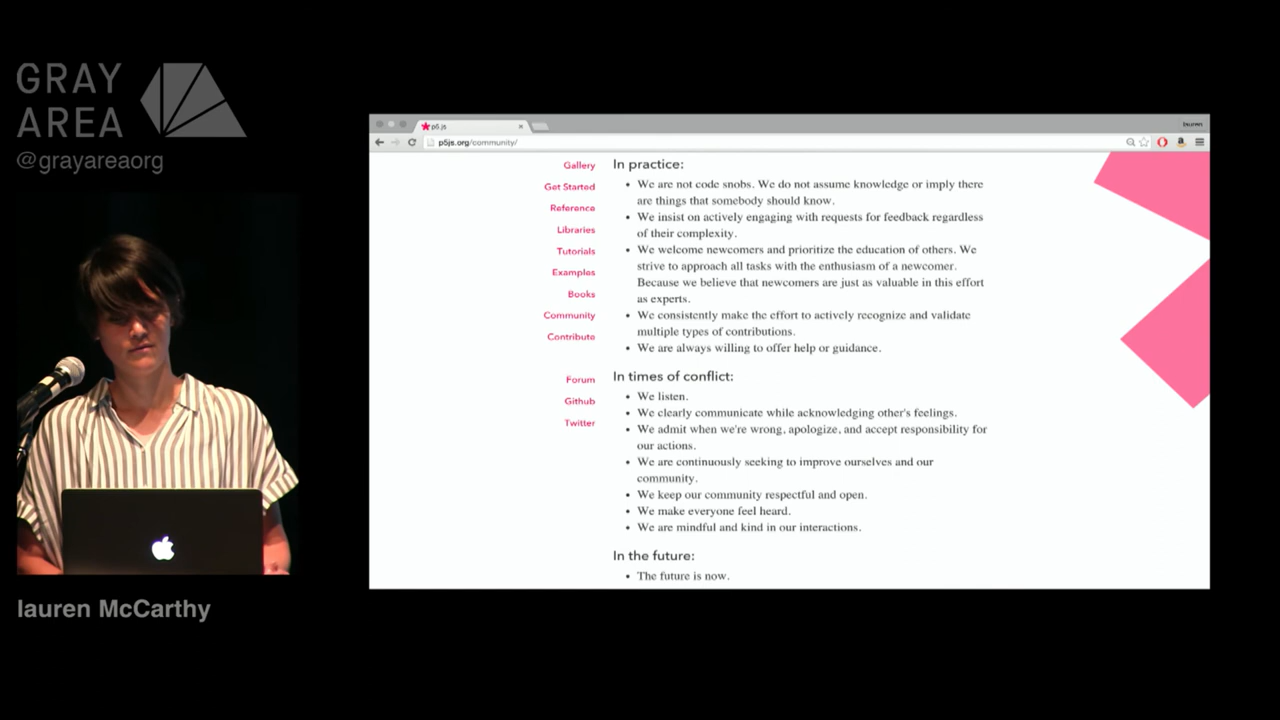 GRAY
AREA
@grayareaorg
lauren McCarthy
p5.js
lauren
p5js.org/community/
Gallery
Get Started
Reference
Libraries
Tutorials
Examples
Books
Community
Contribute
Forum
Github
Twitter
In practice:
• We are not code snobs. We do not assume knowledge or imply there
are things that somebody should know.
• We insist on actively engaging with requests for feedback regardless
of their complexity.
• We welcome newcomers and prioritize the education of others. We
strive to approach all tasks with the enthusiasm of a newcomer.
Because we believe that newcomers are just as valuable in this effort
as experts.
• We consistently make the effort to actively recognize and validate
multiple types of contributions.
• We are always willing to offer help or guidance.
In times of conflict:
• We listen.
• We clearly communicate while acknowledging other's feelings.
• We admit when we're wrong, apologize, and accept responsibility for
our actions.
• We are continuously seeking to improve ourselves and our
community.
• We keep our community respectful and open.
• We make everyone feel heard.
• We are mindful and kind in our interactions.
In the future:
• The future is now.